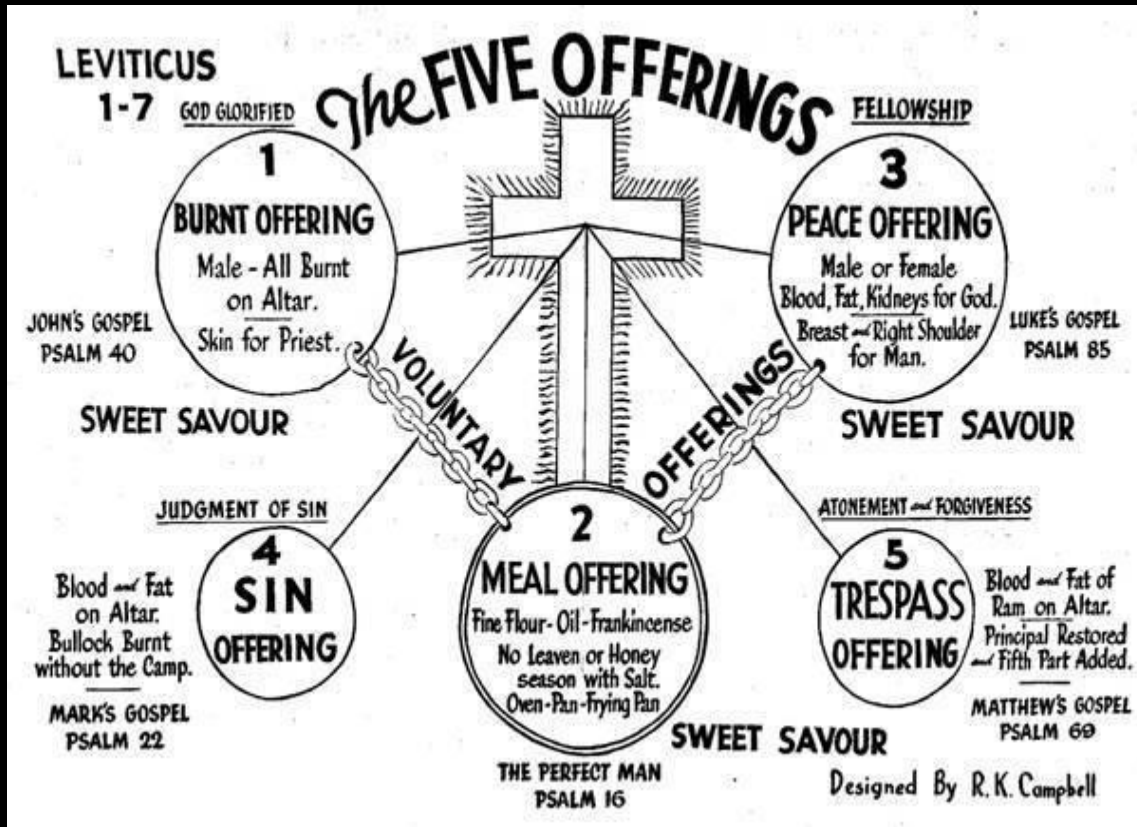 LEVITICUS
1-7
The FIVE OFFERINGS
GOD GLORIFIED
1
BURNT OFFERING
Male - All Burnt
on Altar.
Skin for Priest.
JOHN'S GOSPEL
PSALM 40
SWEET SAVOUR
FELLOWSHIP
3
PEACE OFFERING
Male or Female
Blood, Fat, Kidneys for God.
Breast and Right Shoulder
for Man.
LUKE'S GOSPEL
PSALM 85
SWEET SAVOUR
VOLUNTARY
OFFERINGS
JUDGMENT OF SIN
4
SIN
OFFERING
Blood and Fat
on Altar.
Bullock Burnt
without the Camp.
MARK'S GOSPEL
PSALM 22
2
MEAL OFFERING
Fine Flour - Oil - Frankincense
No Leaven or Honey
season with Salt.
Oven - Pan - Frying Pan
SWEET SAVOUR
THE PERFECT MAN
PSALM 16
ATONEMENT and FORGIVENESS
5
TRESPASS
OFFERING
Blood and Fat of
Ram on Altar.
Principal Restored
and Fifth Part Added.
MATTHEW'S GOSPEL
PSALM 69
Designed By R. K. Campbell